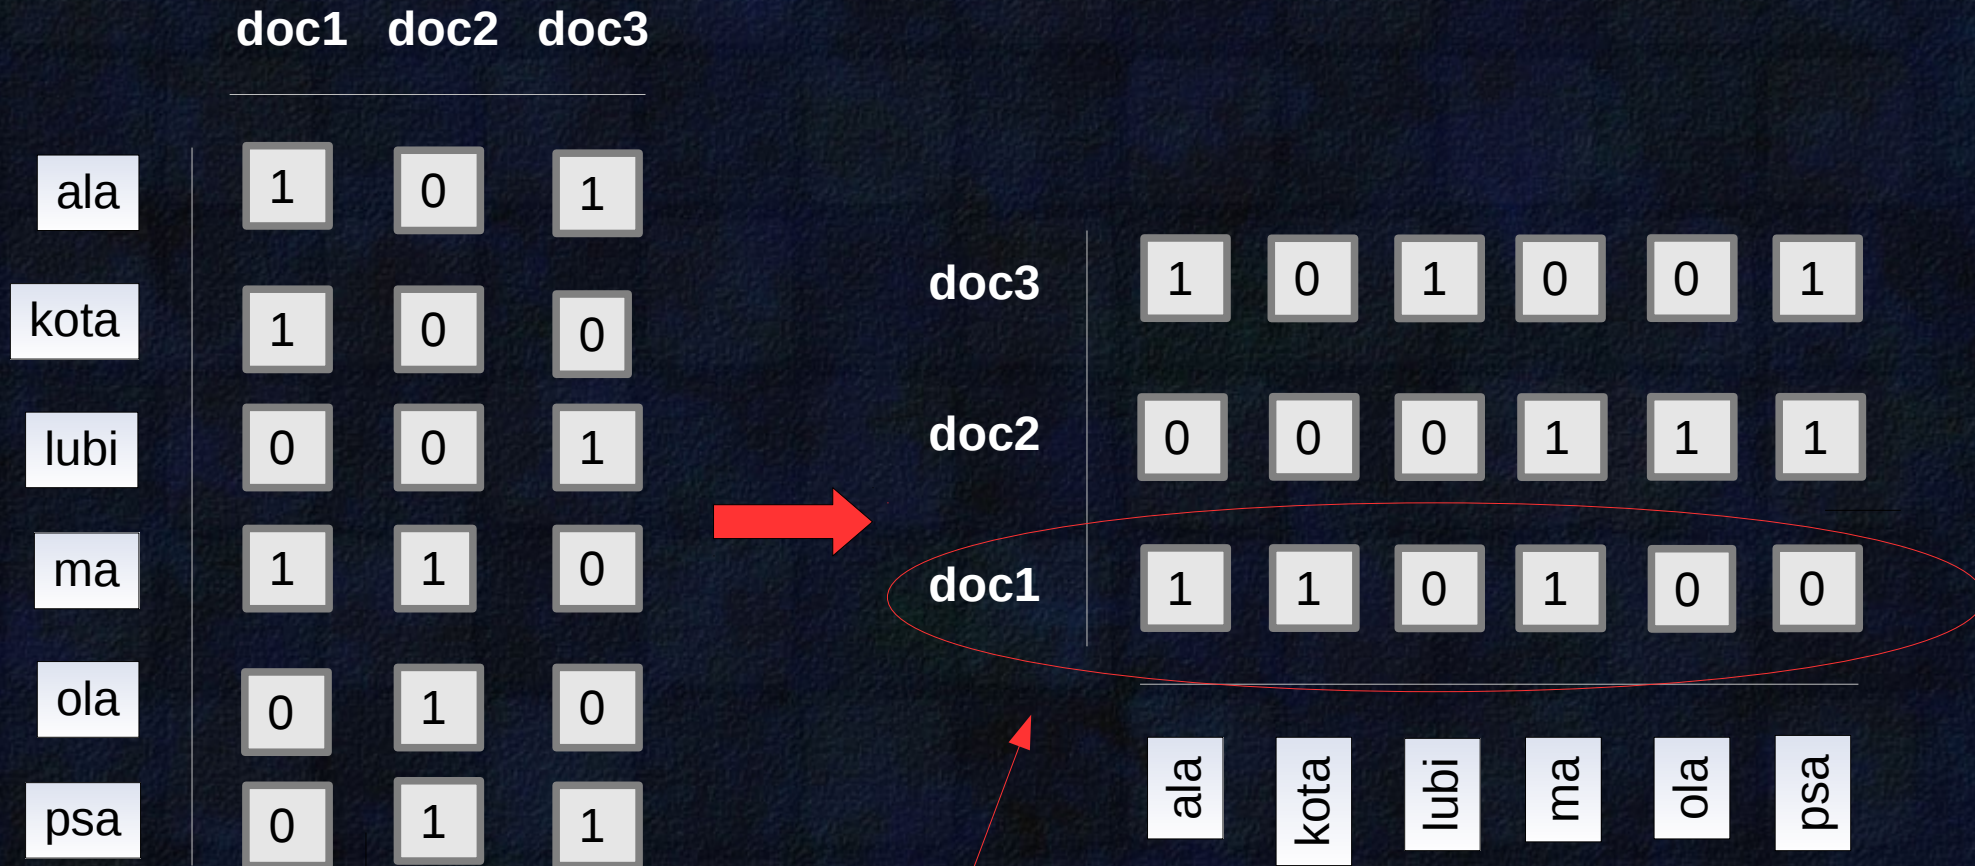 doc1 doc2 doc3
ala 1 0 1
kota 1 0 0
lubi 0 0 1
ma 1 1 0
ola 0 1 0
psa 0 1 1
doc3 1 0 1 0 0 1
doc2 0 0 0 1 1 1
doc1 1 1 0 1 0 0
ala kota lubi ma ola psa